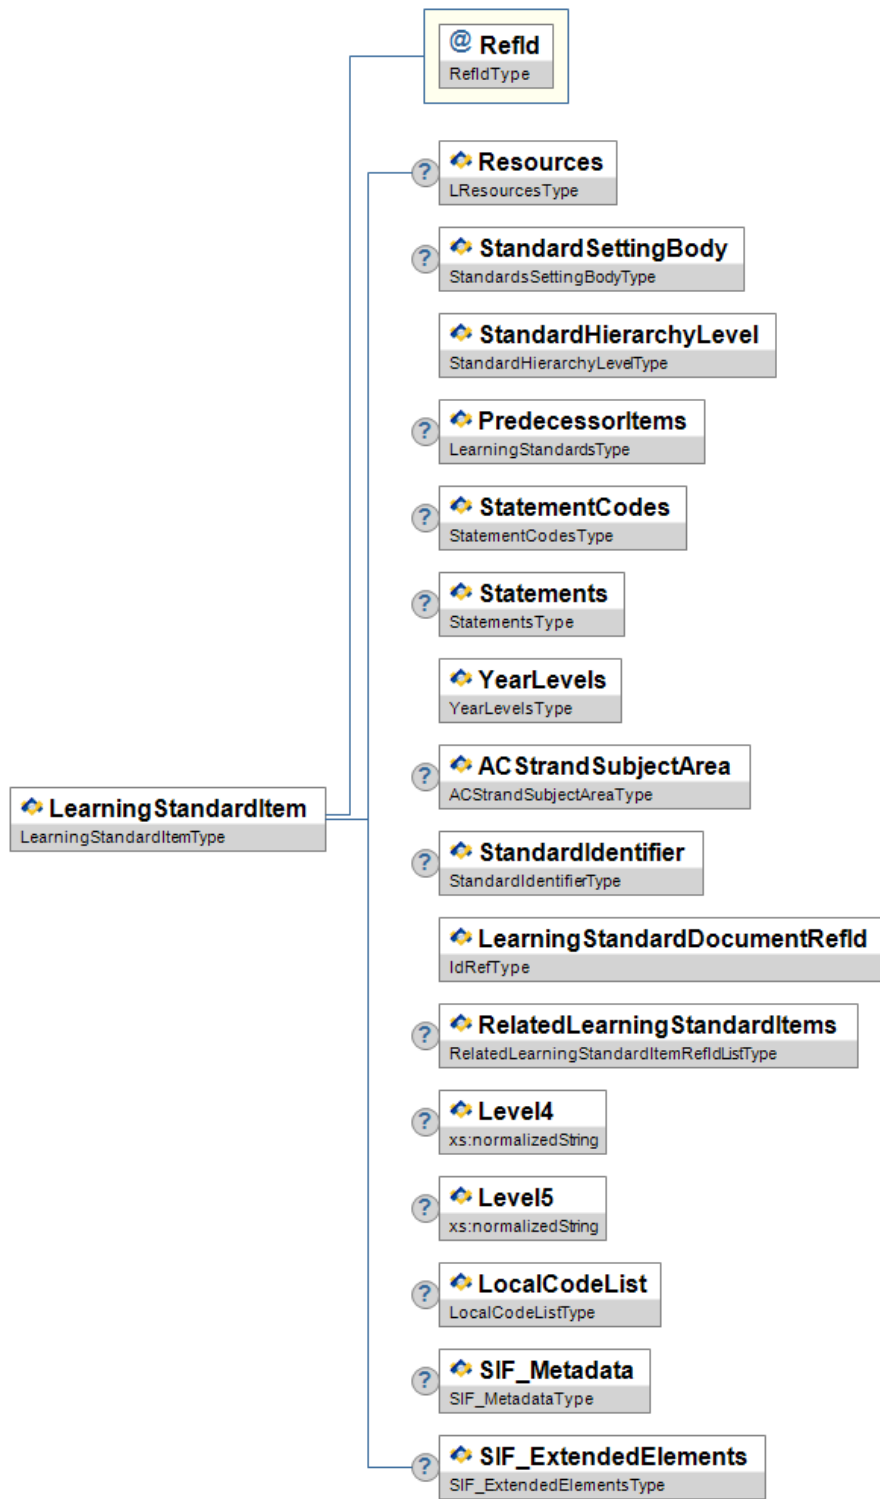 @ RefId
RefIdType
? Resources
LResourcesType
? StandardSettingBody
StandardsSettingBodyType
StandardHierarchyLevel
StandardHierarchyLevelType
? PredecessorItems
LearningStandardsType
? StatementCodes
StatementCodesType
? Statements
StatementsType
YearLevels
YearLevelsType
? ACStrandSubjectArea
ACStrandSubjectAreaType
LearningStandardItem
LearningStandardItemType
? StandardIdentifier
StandardIdentifierType
LearningStandardDocumentRefId
IdRefType
? RelatedLearningStandardItems
RelatedLearningStandardItemRefIdListType
? Level4
xs:normalizedString
? Level5
xs:normalizedString
? LocalCodeList
LocalCodeListType
? SIF_Metadata
SIF_MetadataType
? SIF_ExtendedElements
SIF_ExtendedElementsType